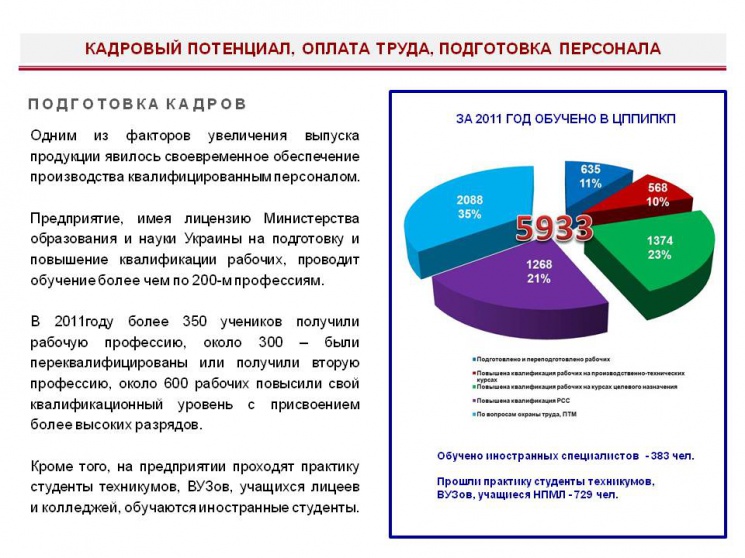 КАДРОВЫЙ ПОТЕНЦИАЛ, ОПЛАТА ТРУДА, ПОДГОТОВКА ПЕРСОНАЛА
ПОДГОТОВКА КАДРОВ
Одним из факторов увеличения выпуска
продукции явилось своевременное обеспечение
производства квалифицированным персоналом.
Предприятие, имея лицензию Министерства
образования и науки Украины на подготовку и
повышение квалификации рабочих, проводит
обучение более чем по 200-м профессиям.
В 2011году более 350 учеников получили
рабочую профессию, около 300 – были
переквалифицированы или получили вторую
профессию, около 600 рабочих повысили свой
квалификационный уровень с присвоением
более высоких разрядов.
Кроме того, на предприятии проходят практику
студенты техникумов, ВУЗов, учащихся лицеев
и колледжей, обучаются иностранные студенты.
ЗА 2011 ГОД ОБУЧЕНО В ЦППИПКП
635
11%
568
10%
1374
23%
1268
21%
2088
35%
5933
Подготовлено и переподготовлено рабочих
Повышена квалификация рабочих на производственно-технических
курсах
Повышена квалификация рабочих на курсах целевого назначения
Повышена квалификация РСС
По вопросам охраны труда, ПТМ
Обучено иностранных специалистов - 383 чел.
Прошли практику студенты техникумов,
ВУЗов, учащиеся НПМЛ - 729 чел.